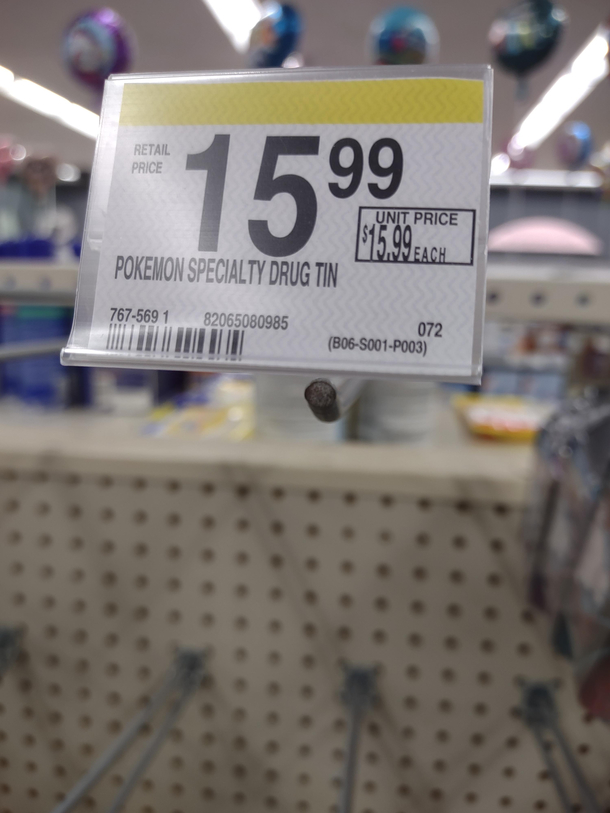 RETAIL
PRICE
15 99
UNIT PRICE
$15.99 EACH
POKEMON SPECIALTY DRUG TIN
767-569 1 82065080985
072
(B06-S001-P003)